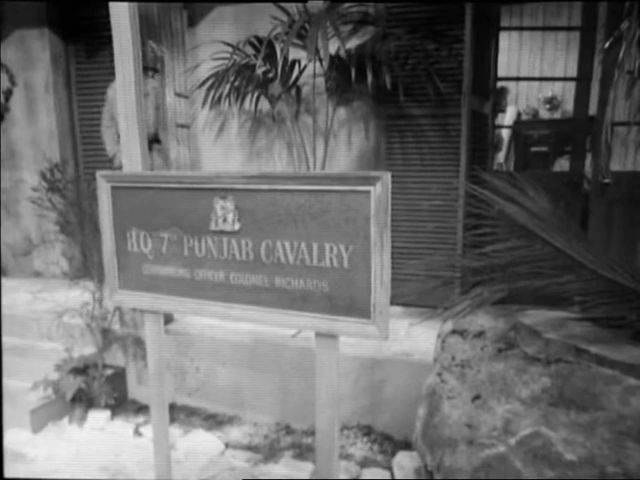 HQ 7TH PUNJAB CAVALRY
COMMANDING OFFICER COLONEL RICHARDS